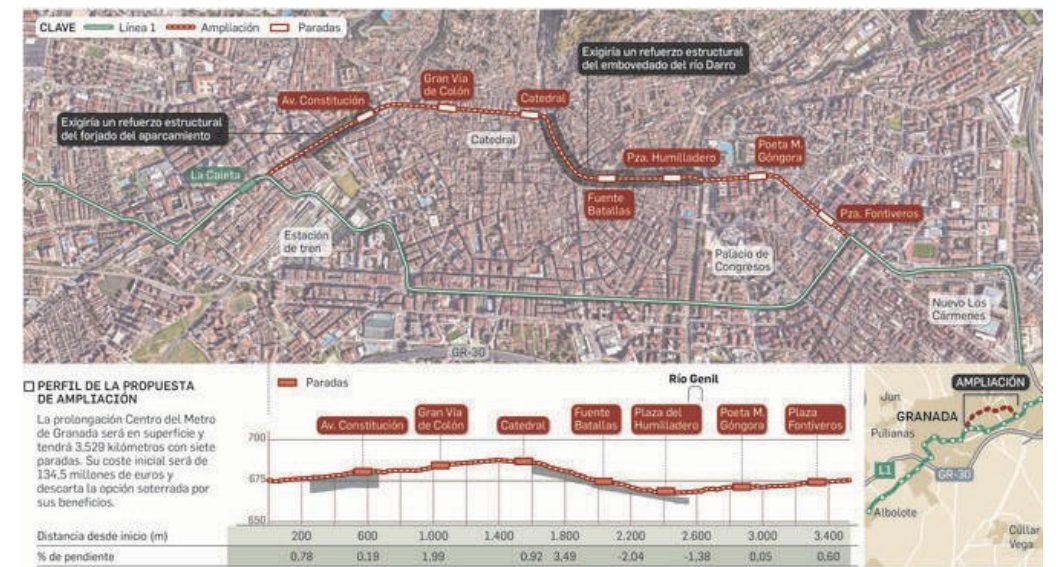 CLAVE Línea 1 Ampliación Paradas
Exigiría un refuerzo estructural
del embovedado del río Darro
Gran Vía
de Colón
Av. Constitución
Catedral
Exigiría un refuerzo estructural
del forjado del aparcamiento
Catedral
Poeta M.
Góngora
Pza. Humilladero
La Caleta
Fuente
Batallas
Pza. Fontiveros
Estación
de tren
Palacio de
Congresos
Nuevo Los
Cármenes
GR-30
PERFIL DE LA PROPUESTA
DE AMPLIACIÓN
La prolongación Centro del Metro
de Granada será en superficie y
tendrá 3,529 kilómetros con siete
paradas. Su coste inicial será de
134,5 millones de euros y
descarta la opción soterrada por
sus beneficios.
Paradas
Río Genil
Av. Constitución
Gran Vía
de Colón
Catedral
Fuente
Batallas
Plaza del
Humilladero
Poeta M.
Góngora
Plaza
Fontiveros
700
675
650
Distancia desde inicio (m) 200 600 1.000 1.400 1.800 2.200 2.600 3.000 3.400
% de pendiente 0,78 0,19 1,99 0.92 3,49 -2,04 -1,38 0,05 0,60
AMPLIACIÓN
Jun
GRANADA
Pulianas
L1
GR-30
Albolote
Cúllar
Vega